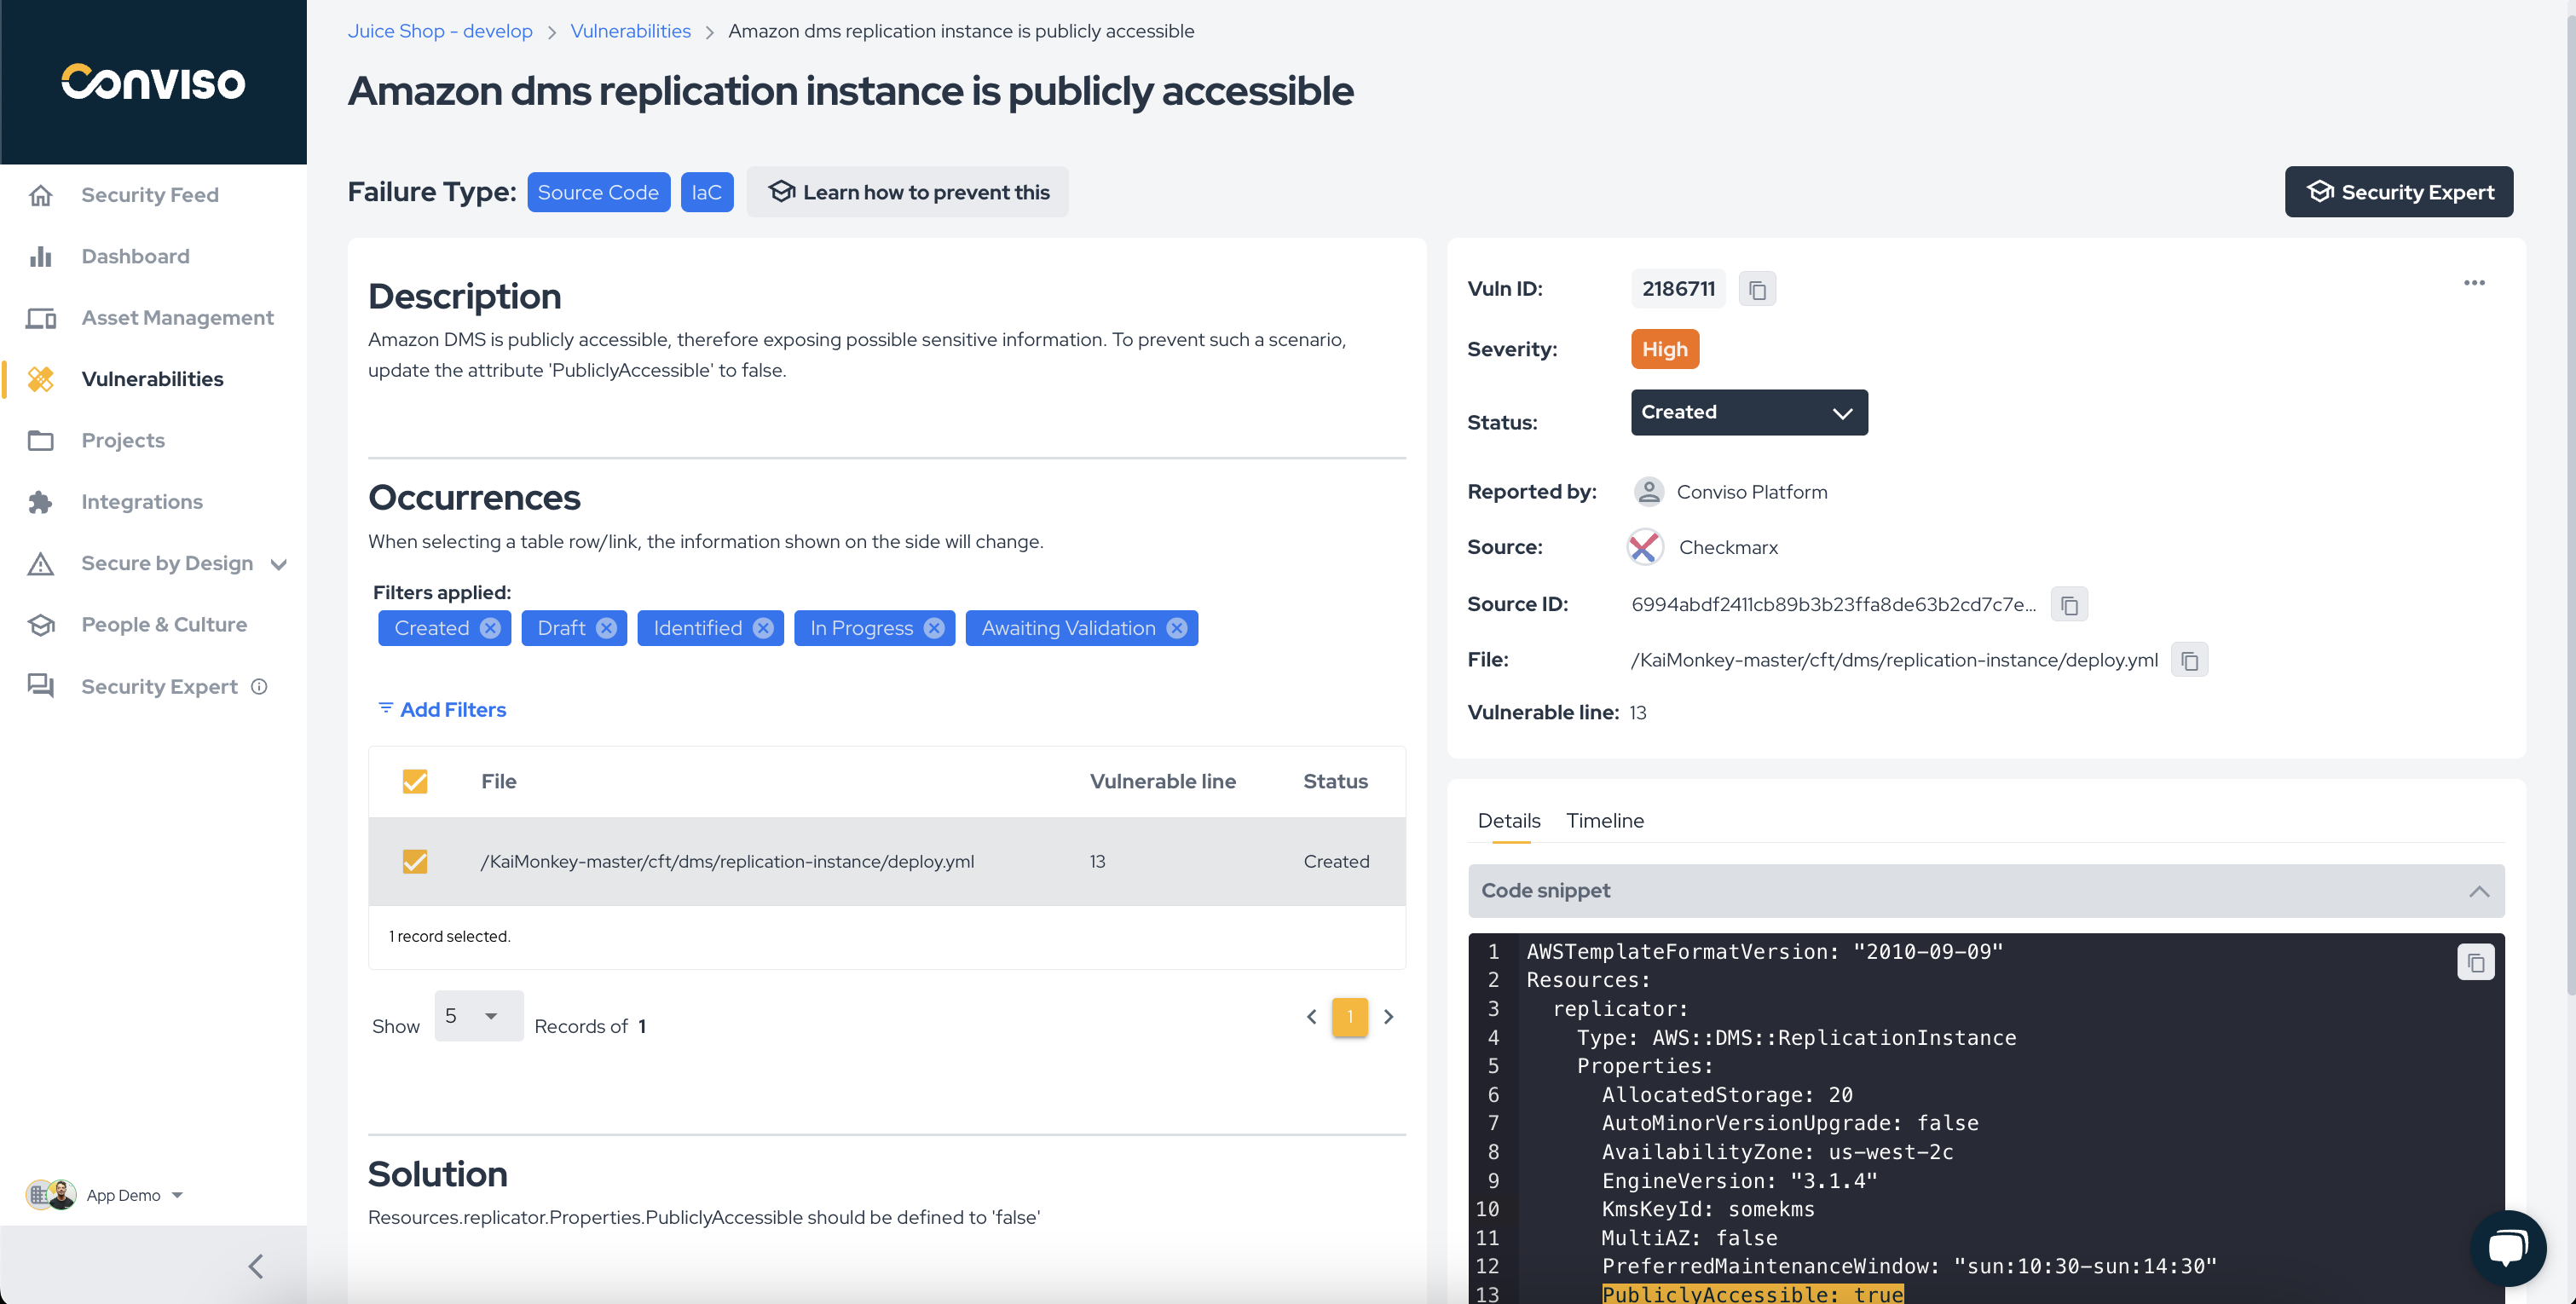 Conviso
Security Feed
Dashboard
Asset Management
Vulnerabilities
Projects
Integrations
Secure by Design
People & Culture
Security Expert
App Demo
Juice Shop - develop > Vulnerabilities > Amazon dms replication instance is publicly accessible
Amazon dms replication instance is publicly accessible
Failure Type: Source Code IaC Learn how to prevent this
Security Expert
Description
Amazon DMS is publicly accessible, therefore exposing possible sensitive information. To prevent such a scenario,
update the attribute 'PubliclyAccessible' to false.
Occurrences
When selecting a table row/link, the information shown on the side will change.
Filters applied:
Created Draft Identified In Progress Awaiting Validation
Add Filters
File Vulnerable line Status
/KaiMonkey-master/cft/dms/replication-instance/deploy.yml 13 Created
1 record selected.
Show 5 Records of 1
1
Solution
Resources.replicator.Properties.PubliclyAccessible should be defined to 'false'
Vuln ID: 2186711
Severity: High
Status: Created
Reported by: Conviso Platform
Source: Checkmarx
Source ID: 6994abdf2411cb89b3b23ffa8de63b2cd7c7e...
File: /KaiMonkey-master/cft/dms/replication-instance/deploy.yml
Vulnerable line: 13
Details Timeline
Code snippet
1 AWSTemplateFormatVersion: "2010-09-09"
2 Resources:
3 replicator:
4 Type: AWS::DMS::ReplicationInstance
5 Properties:
6 AllocatedStorage: 20
7 AutoMinorVersionUpgrade: false
8 AvailabilityZone: us-west-2c
9 EngineVersion: "3.1.4"
10 KmsKeyId: somekms
11 MultiAZ: false
12 PreferredMaintenanceWindow: "sun:10:30-sun:14:30"
13 PubliclyAccessible: true